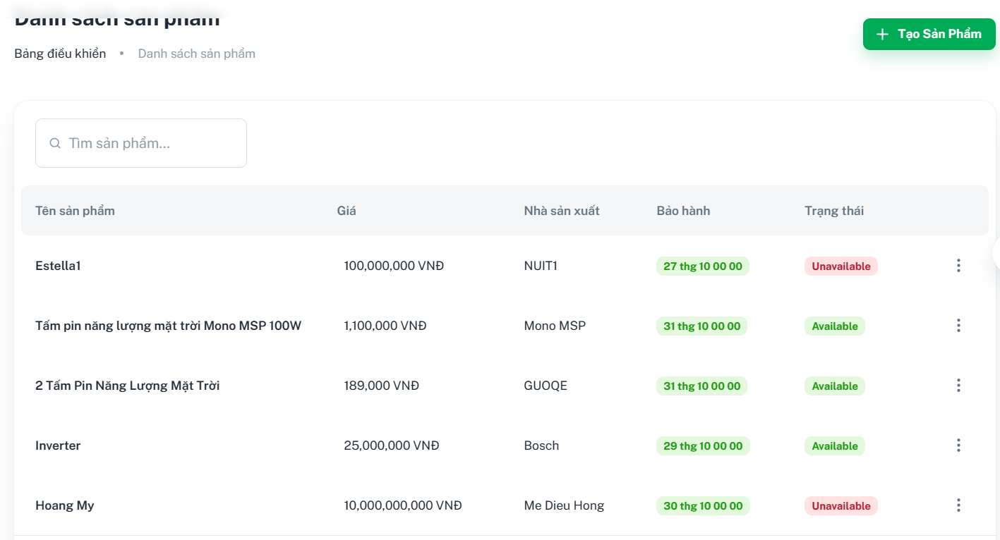 Danh sách sản phẩm
Tạo Sản Phẩm
Bảng điều khiển • Danh sách sản phẩm
Tìm sản phẩm...
Tên sản phẩm Giá Nhà sản xuất Bảo hành Trạng thái
Estella1 100,000,000 VNĐ NUIT1 27 thg 10 00 00 Unavailable
Tấm pin năng lượng mặt trời Mono MSP 100W 1,100,000 VNĐ Mono MSP 31 thg 10 00 00 Available
2 Tấm Pin Năng Lượng Mặt Trời 189,000 VNĐ GUOQE 31 thg 10 00 00 Available
Inverter 25,000,000 VNĐ Bosch 29 thg 10 00 00 Available
Hoang My 10,000,000,000 VNĐ Me Dieu Hong 30 thg 10 00 00 Unavailable